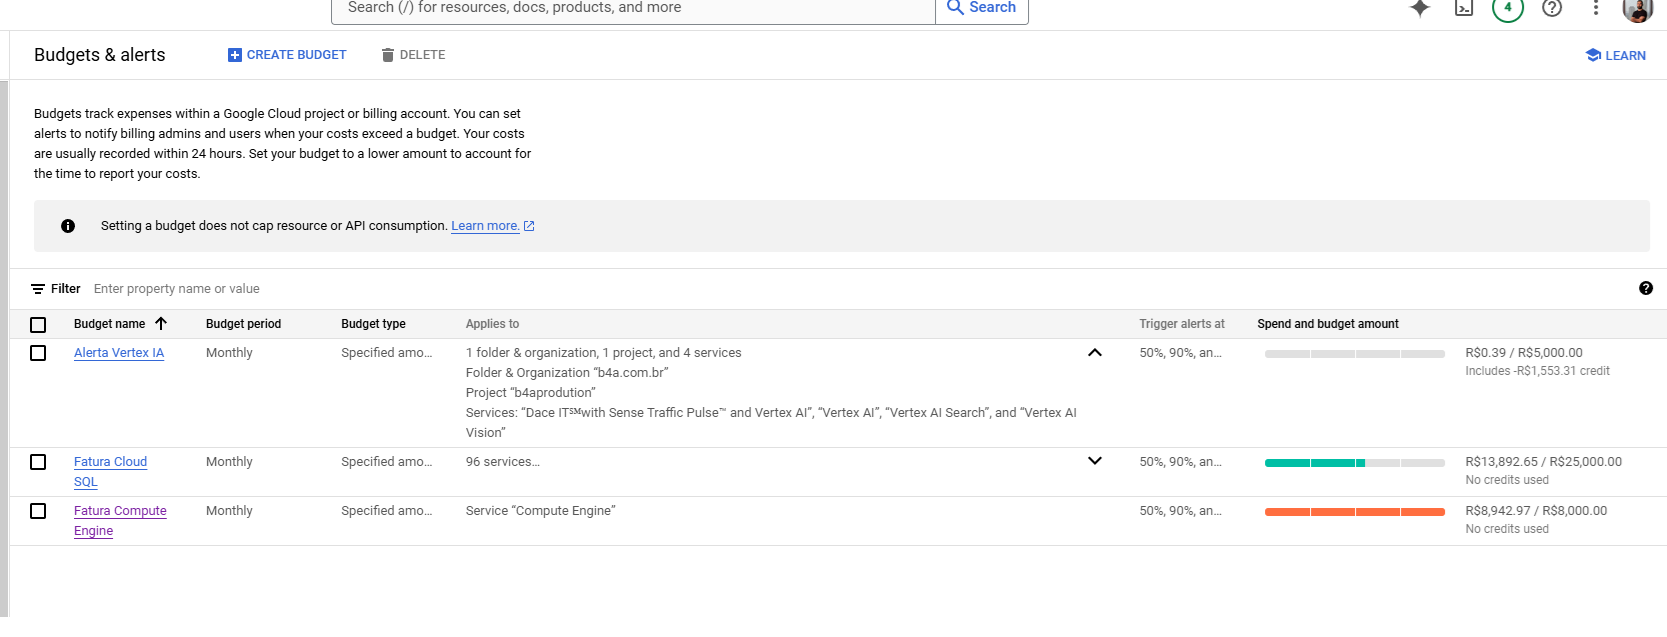 Search (/) for resources, docs, products, and more
Search
4
Budgets & alerts
CREATE BUDGET
DELETE
LEARN
Budgets track expenses within a Google Cloud project or billing account. You can set
alerts to notify billing admins and users when your costs exceed a budget. Your costs
are usually recorded within 24 hours. Set your budget to a lower amount to account for
the time to report your costs.
Setting a budget does not cap resource or API consumption. Learn more.
Filter Enter property name or value
Budget name Budget period Budget type Applies to Trigger alerts at Spend and budget amount
Alerta Vertex IA Monthly Specified amo... 1 folder & organization, 1 project, and 4 services 50%, 90%, an... R$0.39 / R$5,000.00
Folder & Organization “b4a.com.br” Includes -R$1,553.31 credit
Project “b4aprodution”
Services: “Dace IT℠with Sense Traffic Pulse™ and Vertex AI”, “Vertex AI”, “Vertex AI Search”, and “Vertex AI
Vision”
Fatura Cloud Monthly Specified amo... 96 services... 50%, 90%, an... R$13,892.65 / R$25,000.00
SQL No credits used
Fatura Compute Monthly Specified amo... Service “Compute Engine” 50%, 90%, an... R$8,942.97 / R$8,000.00
Engine No credits used